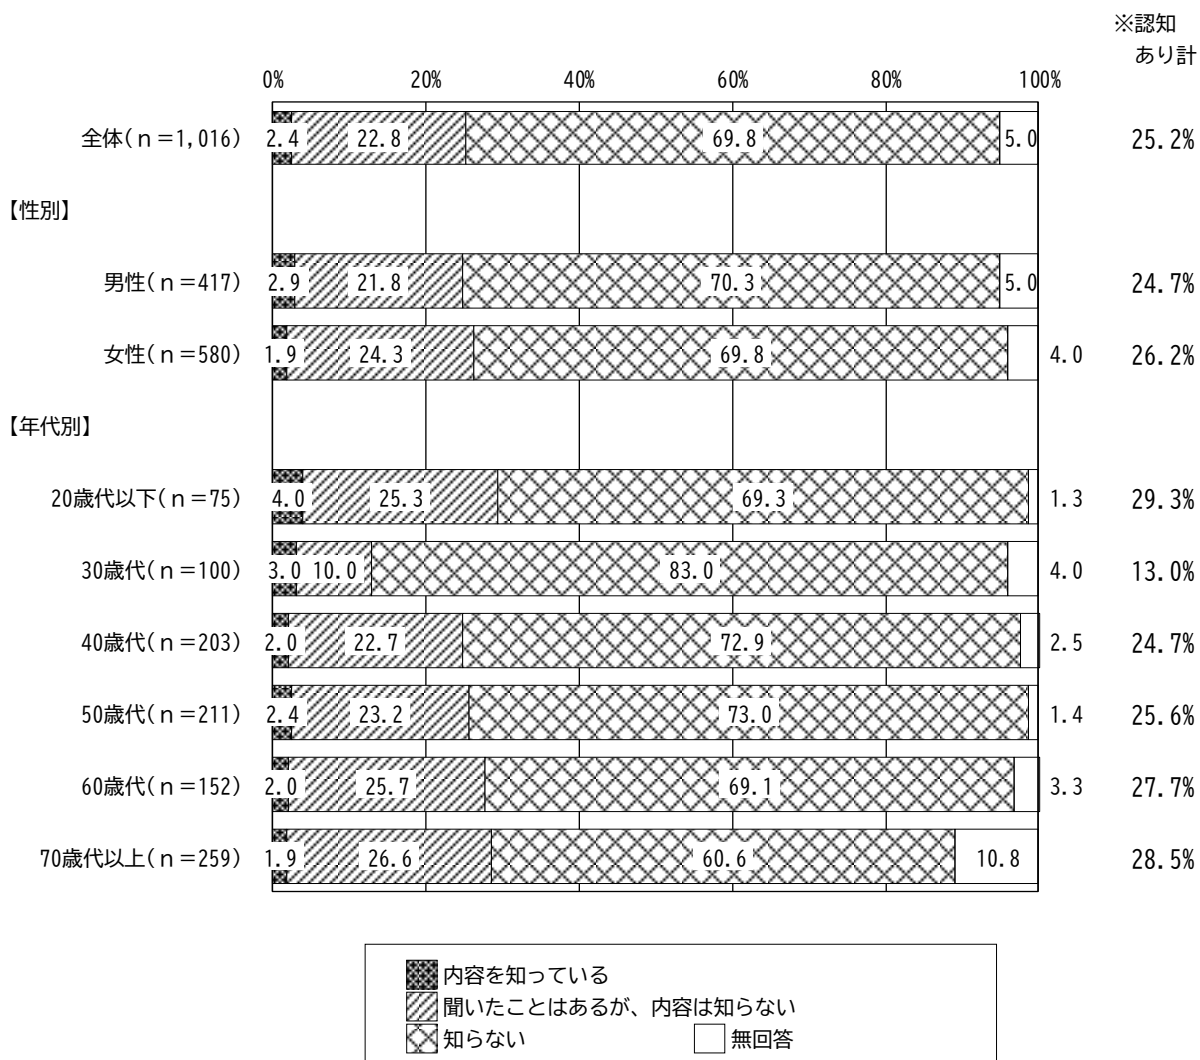 ※認知
あり計
0% 20% 40% 60% 80% 100%
全体(n=1,016) 2.4 22.8 69.8 5.0 25.2%
【性別】
男性(n=417) 2.9 21.8 70.3 5.0 24.7%
女性(n=580) 1.9 24.3 69.8 4.0 26.2%
【年代別】
20歳代以下(n=75) 4.0 25.3 69.3 1.3 29.3%
30歳代(n=100) 3.0 10.0 83.0 4.0 13.0%
40歳代(n=203) 2.0 22.7 72.9 2.5 24.7%
50歳代(n=211) 2.4 23.2 73.0 1.4 25.6%
60歳代(n=152) 2.0 25.7 69.1 3.3 27.7%
70歳代以上(n=259) 1.9 26.6 60.6 10.8 28.5%
内容を知っている
聞いたことはあるが、内容は知らない
知らない 無回答